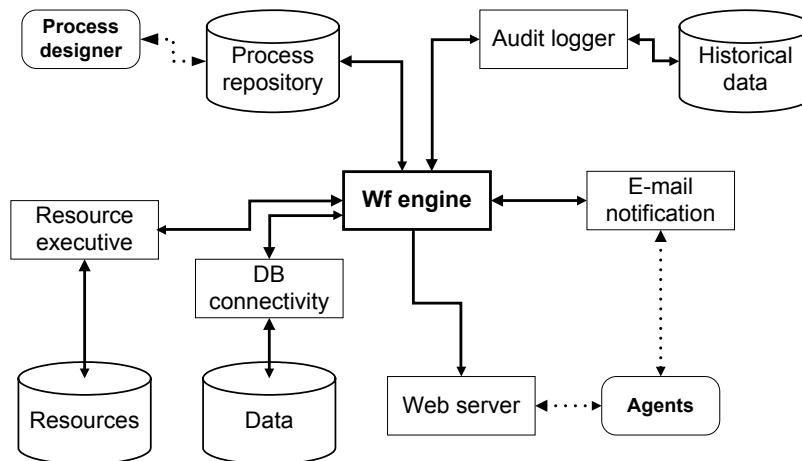 Process
designer
Process
repository
Audit logger
Historical
data
Wf engine
E-mail
notification
Resource
executive
DB
connectivity
Resources
Data
Web server
Agents